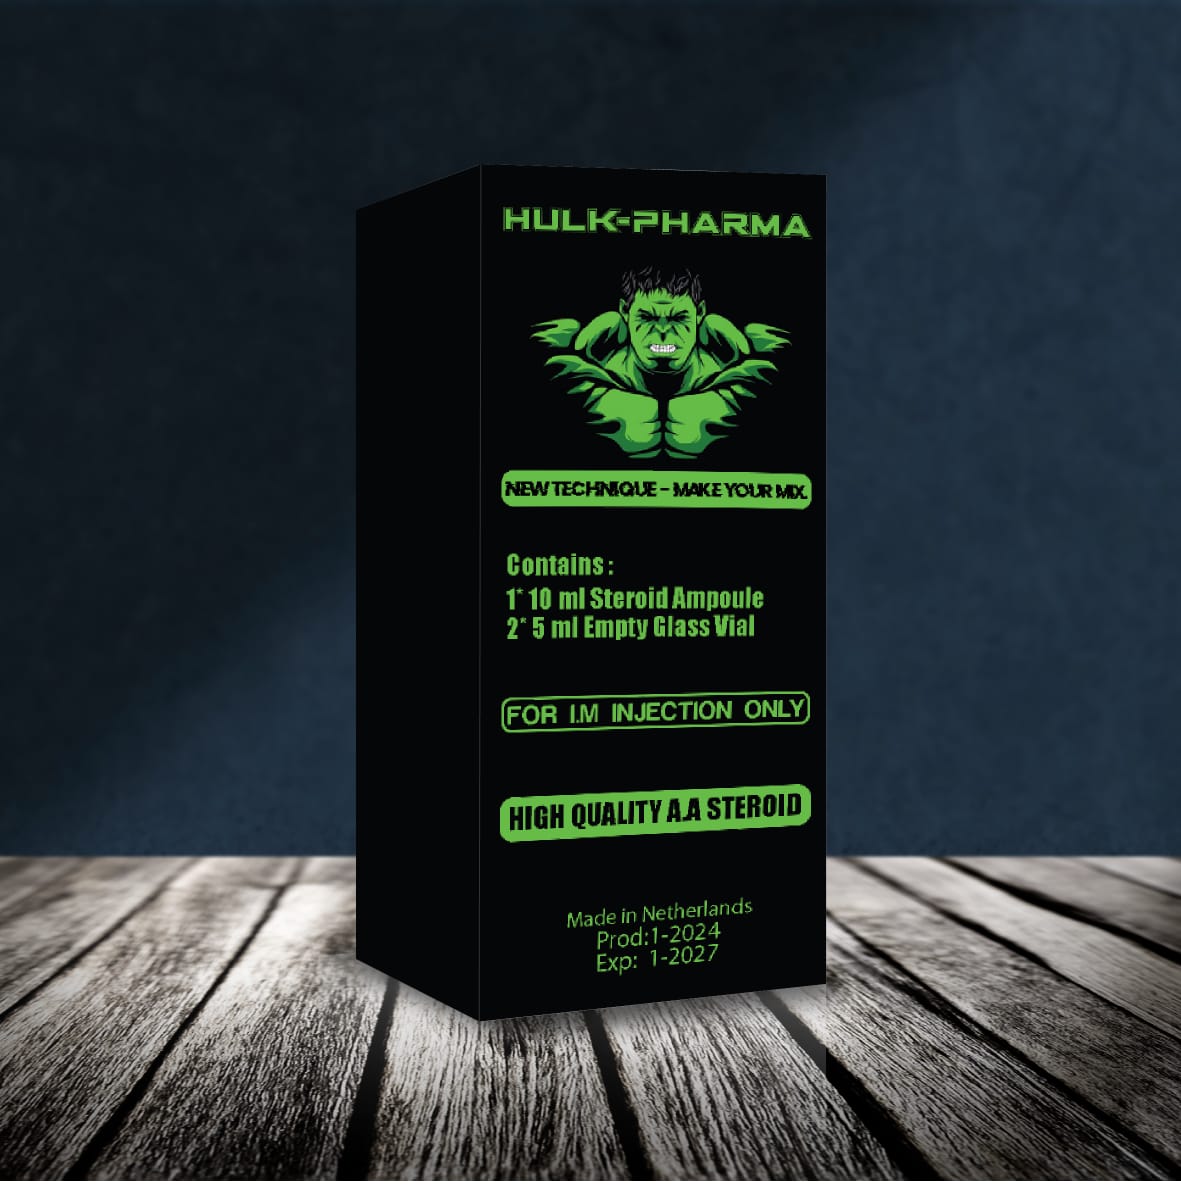 HULK-PHARMA
NEW TECHNIQUE - MAKE YOUR MIX.
Contains :
1* 10 ml Steroid Ampoule
2* 5 ml Empty Glass Vial
FOR I.M INJECTION ONLY
HIGH QUALITY A.A STEROID
Made in Netherlands
Prod:1-2024
Exp: 1-2027